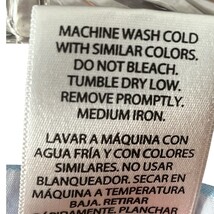 MACHINE WASH COLD
WITH SIMILAR COLORS.
DO NOT BLEACH.
TUMBLE DRY LOW.
REMOVE PROMPTLY.
MEDIUM IRON.
LAVAR A MÁQUINA CON
AGUA FRÍA Y CON COLORES
SIMILARES. NO USAR
BLANQUEADOR. SECAR EN
MÁQUINA A TEMPERATURA
BAJA. RETIRAR
RÁPIDAMENTE. PLANCHAR